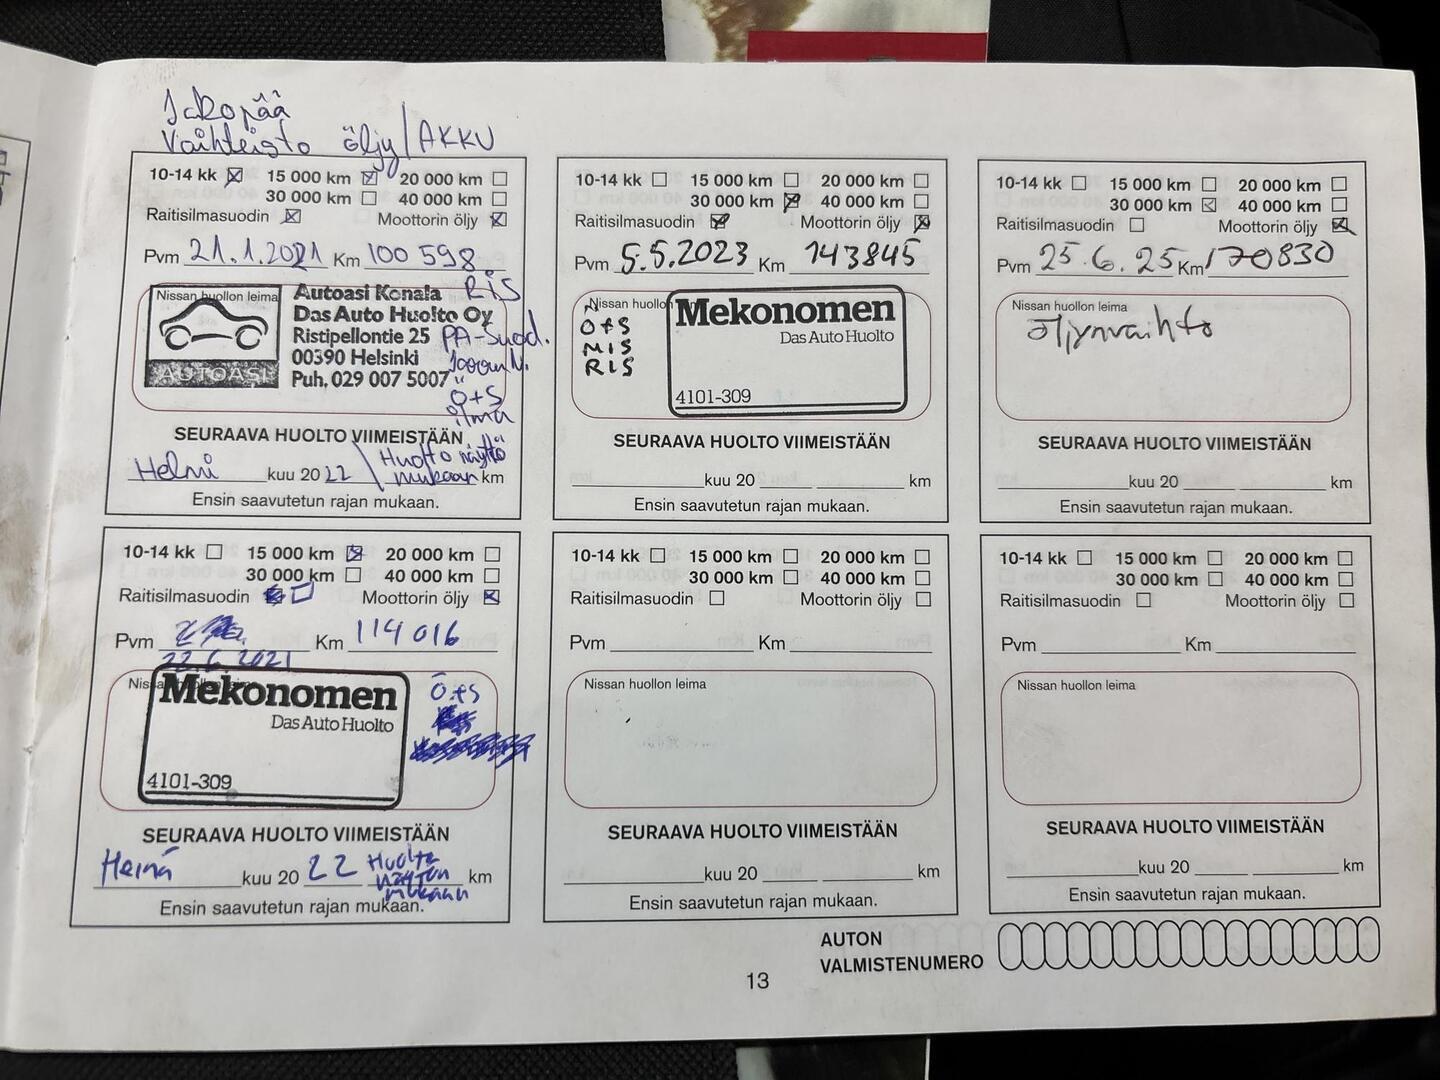 Jakopää
Vaihteisto öljy/AKKU
10-14 kk ☒ 15 000 km ☒ 20 000 km ☐
30 000 km ☐ 40 000 km ☐
Raitisilmasuodin ☒ Moottorin öljy ☒
Pvm 21.1.2021 Km 100 598
Nissan huollon leima
AUTOASI
Autoasi Konala
Das Auto Huolto Oy
Ristipellontie 25
00390 Helsinki
Puh. 029 007 5007
RIS
PA-Suod.
Ö+S
ilma
SEURAAVA HUOLTO VIIMEISTÄÄN
Helmi kuu 20 22 Huolto näyttö mukaan km
Ensin saavutetun rajan mukaan.
10-14 kk ☐ 15 000 km ☒ 20 000 km ☐
30 000 km ☐ 40 000 km ☐
Raitisilmasuodin ☐ Moottorin öljy ☒
Pvm 22.6.2021 Km 114 016
Mekonomen
Das Auto Huolto
4101-309
Ö+S
SEURAAVA HUOLTO VIIMEISTÄÄN
Heinä kuu 20 22 Huolto näytön mukaan km
Ensin saavutetun rajan mukaan.
10-14 kk ☐ 15 000 km ☐ 20 000 km ☐
30 000 km ☒ 40 000 km ☐
Raitisilmasuodin ☒ Moottorin öljy ☒
Pvm 5.5.2023 Km 143845
Nissan huollon
Ö+S
MIS
RIS
Mekonomen
Das Auto Huolto
4101-309
SEURAAVA HUOLTO VIIMEISTÄÄN
kuu 20 km
Ensin saavutetun rajan mukaan.
10-14 kk ☐ 15 000 km ☐ 20 000 km ☐
30 000 km ☐ 40 000 km ☐
Raitisilmasuodin ☐ Moottorin öljy ☐
Pvm Km
Nissan huollon leima
SEURAAVA HUOLTO VIIMEISTÄÄN
kuu 20 km
Ensin saavutetun rajan mukaan.
10-14 kk ☐ 15 000 km ☐ 20 000 km ☐
30 000 km ☑ 40 000 km ☐
Raitisilmasuodin ☐ Moottorin öljy ☒
Pvm 25.6.25 Km 170830
Nissan huollon leima
öljynvaihto
SEURAAVA HUOLTO VIIMEISTÄÄN
kuu 20 km
Ensin saavutetun rajan mukaan.
10-14 kk ☐ 15 000 km ☐ 20 000 km ☐
30 000 km ☐ 40 000 km ☐
Raitisilmasuodin ☐ Moottorin öljy ☐
Pvm Km
Nissan huollon leima
SEURAAVA HUOLTO VIIMEISTÄÄN
kuu 20 km
Ensin saavutetun rajan mukaan.
AUTON
VALMISTENUMERO
13